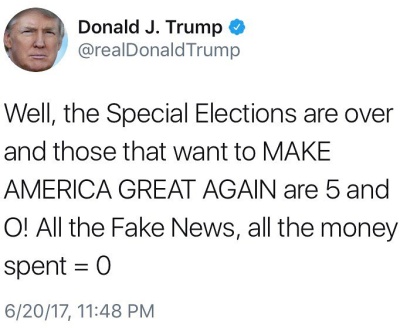 Donald J. Trump
@realDonaldTrump
Well, the Special Elections are over
and those that want to MAKE
AMERICA GREAT AGAIN are 5 and
O! All the Fake News, all the money
spent = 0
6/20/17, 11:48 PM